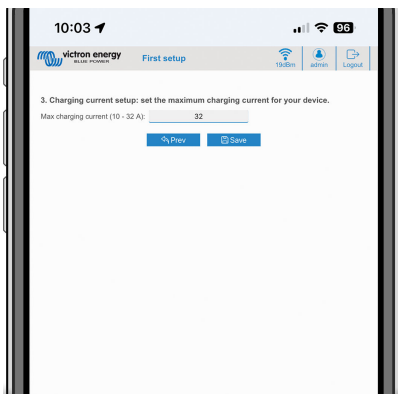 10:03
96
victron energy
BLUE POWER
First setup
19dBm
admin
Logout
3. Charging current setup: set the maximum charging current for your device.
Max charging current (10 - 32 A):
32
Prev
Save